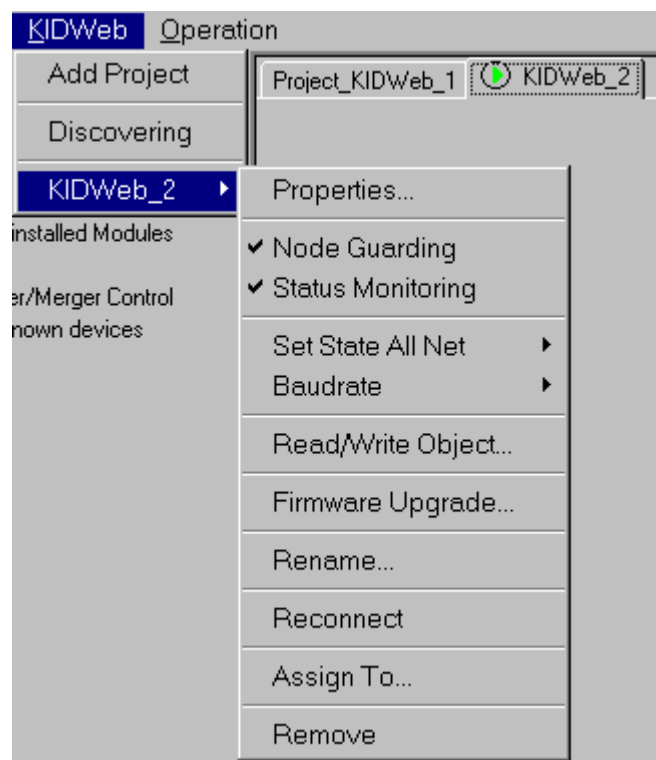 KIDWeb Operation
Add Project
Project_KIDWeb_1 KIDWeb_2
Discovering
KIDWeb_2
Properties...
installed Modules
Node Guarding
Status Monitoring
er/Merger Control
nown devices
Set State All Net
Baudrate
Read/Write Object...
Firmware Upgrade...
Rename...
Reconnect
Assign To...
Remove